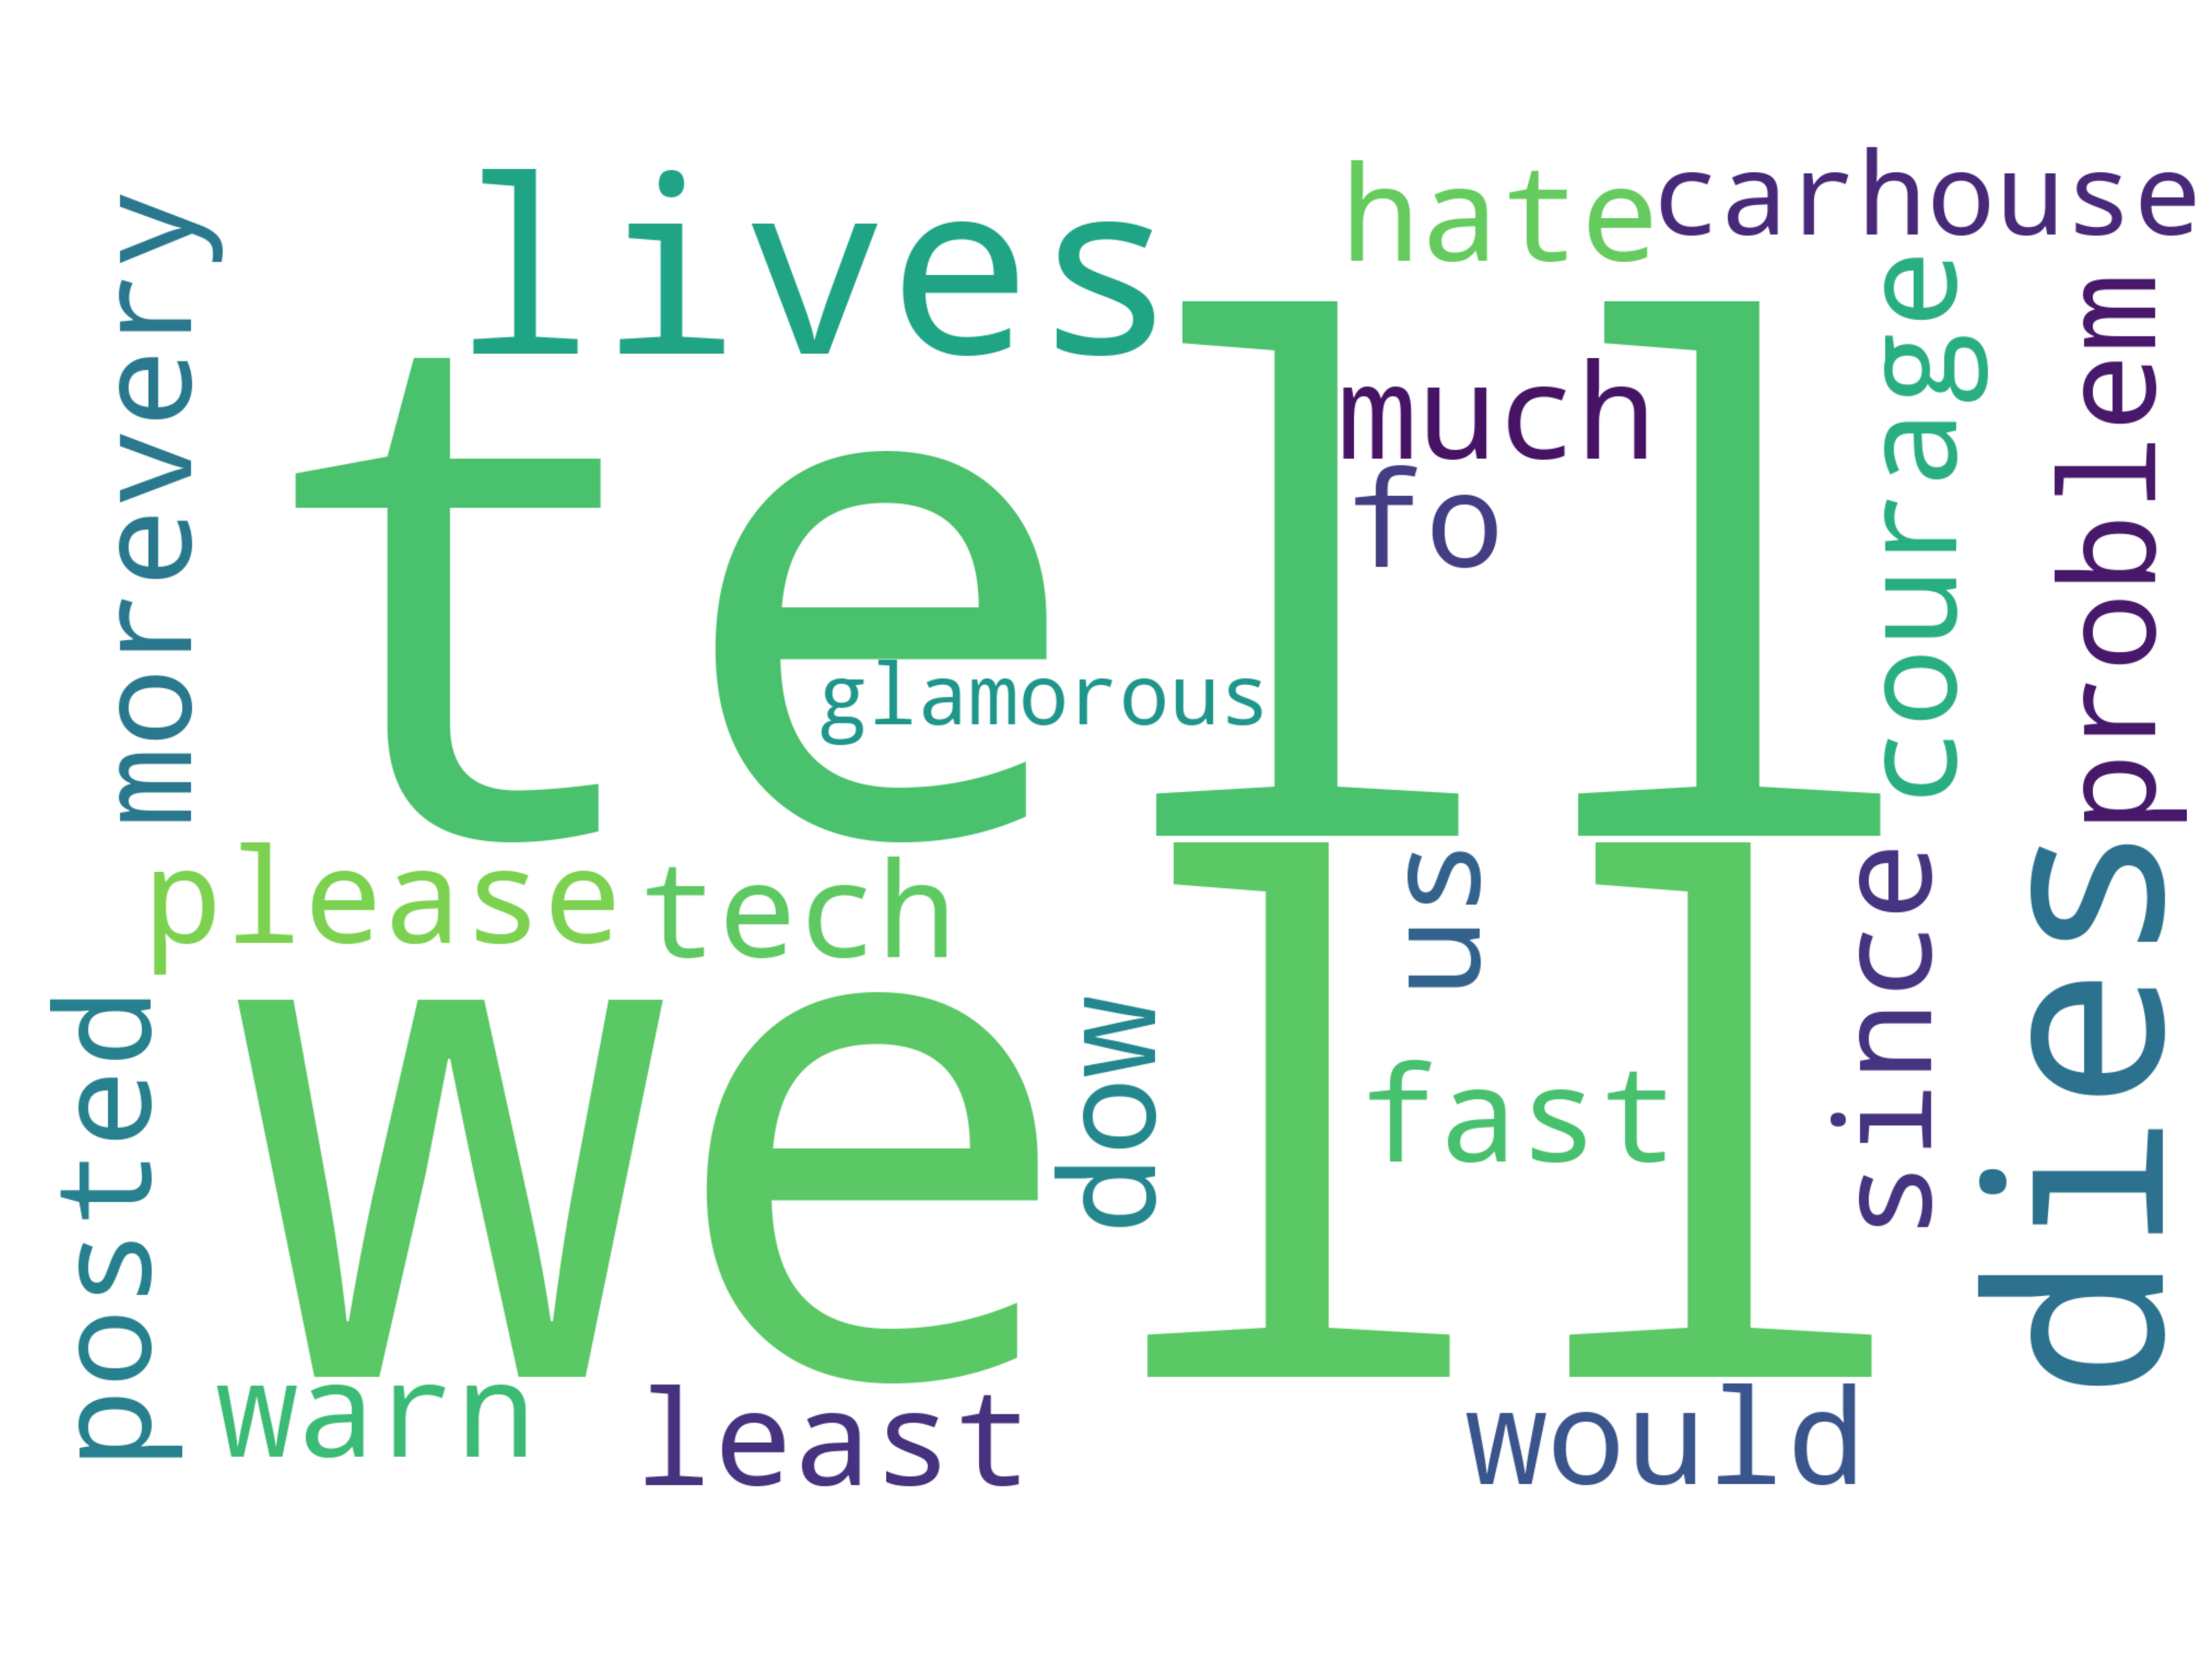 lives
hate
carhouse
morevery
tell
much
fo
courage
problem
glamorous
please
tech
us
since
dies
posted
well
dow
fast
warn
least
would